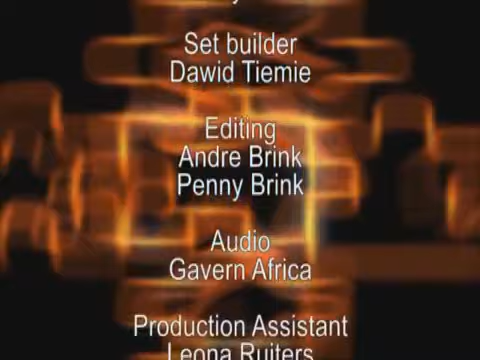 Set builder
Dawid Tiemie
Editing
Andre Brink
Penny Brink
Audio
Gavern Africa
Production Assistant
Leona Ruiters